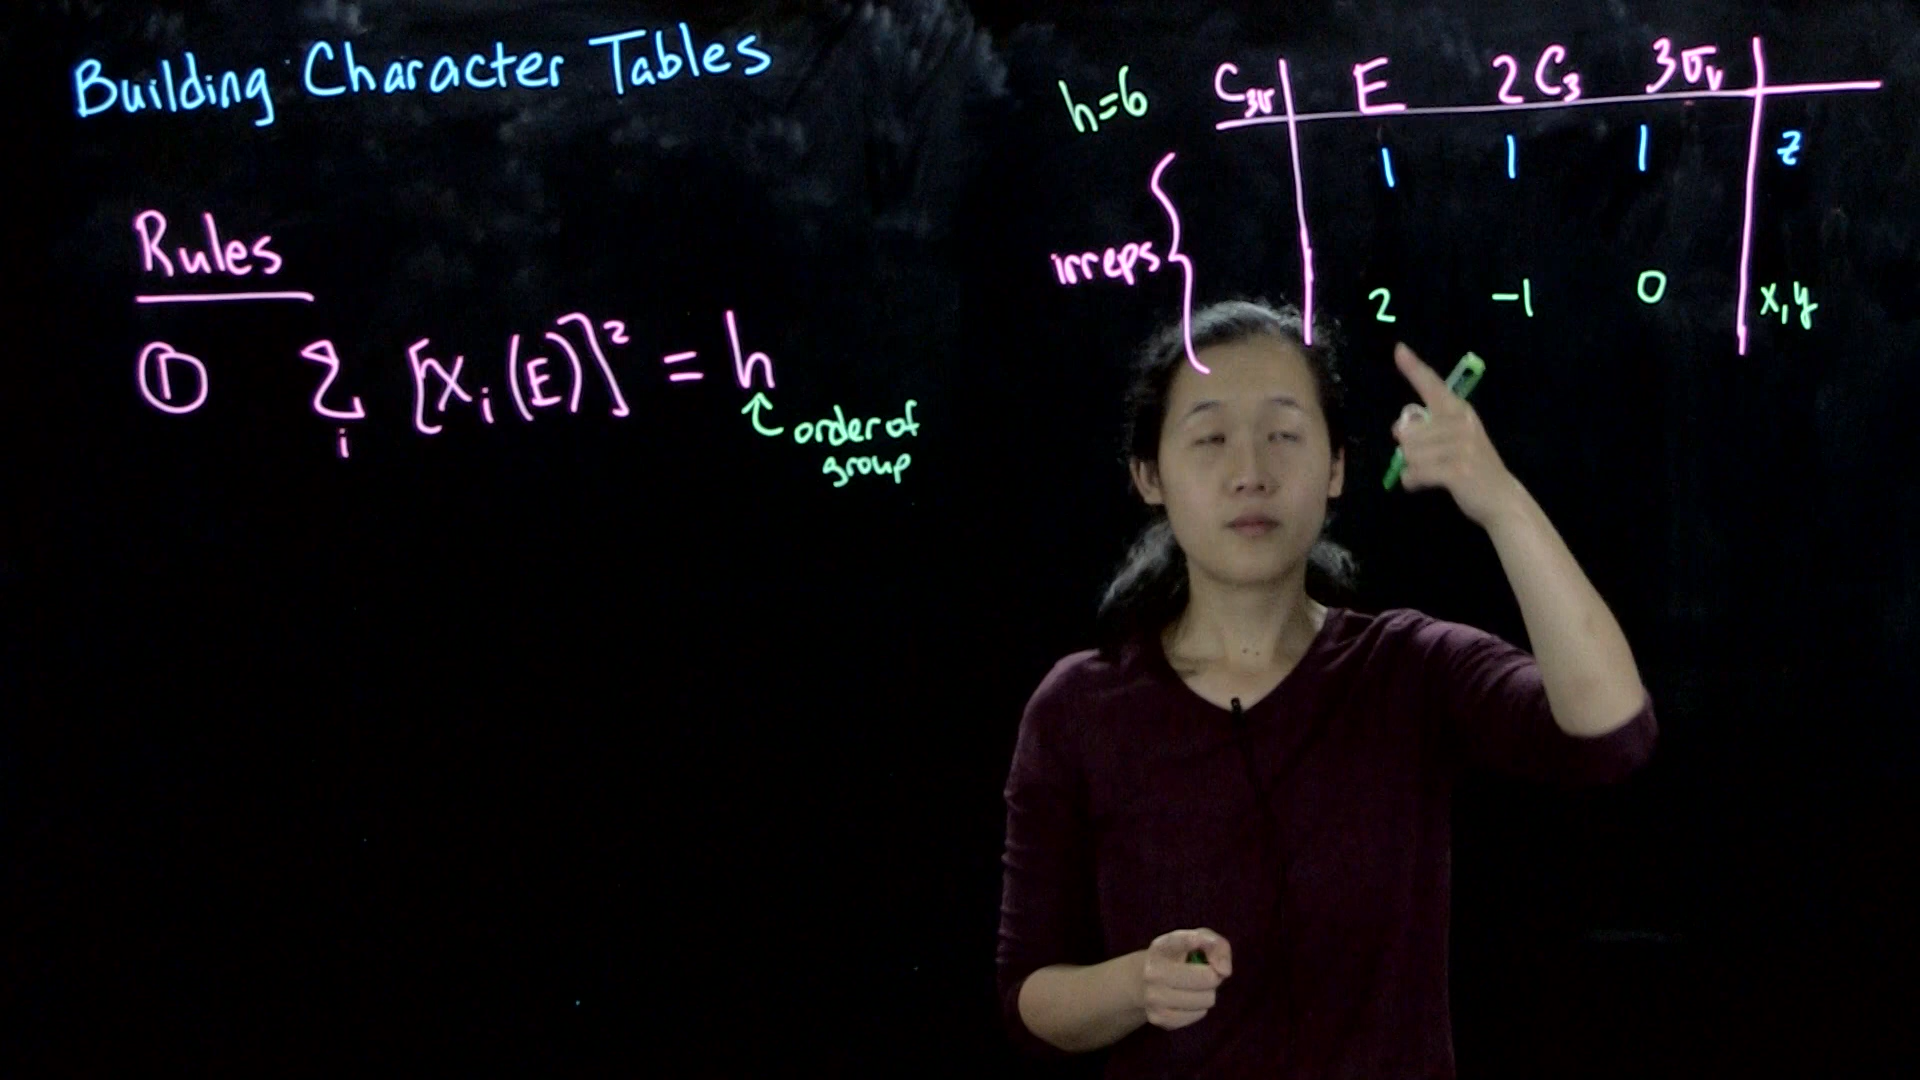 Building Character Tables
Rules
① Σ [χi(E)]² = h
i
order of
group
h=6
C3v E 2C3 3σv
1 1 1 z
irreps
2 -1 0 x,y